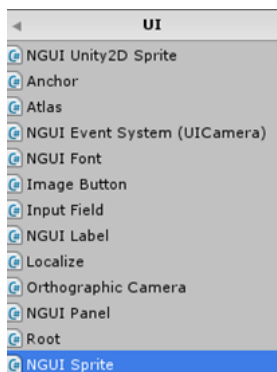 UI
NGUI Unity2D Sprite
Anchor
Atlas
NGUI Event System (UICamera)
NGUI Font
Image Button
Input Field
NGUI Label
Localize
Orthographic Camera
NGUI Panel
Root
NGUI Sprite